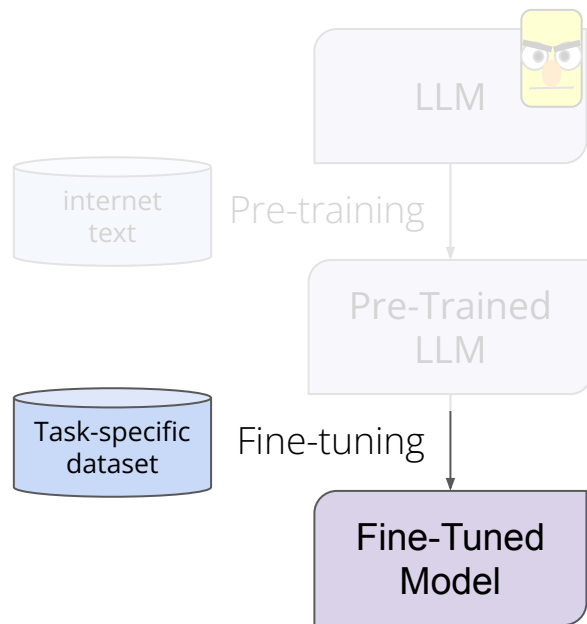 LLM
internet
text
Pre-training
Pre-Trained
LLM
Task-specific
dataset
Fine-tuning
Fine-Tuned
Model